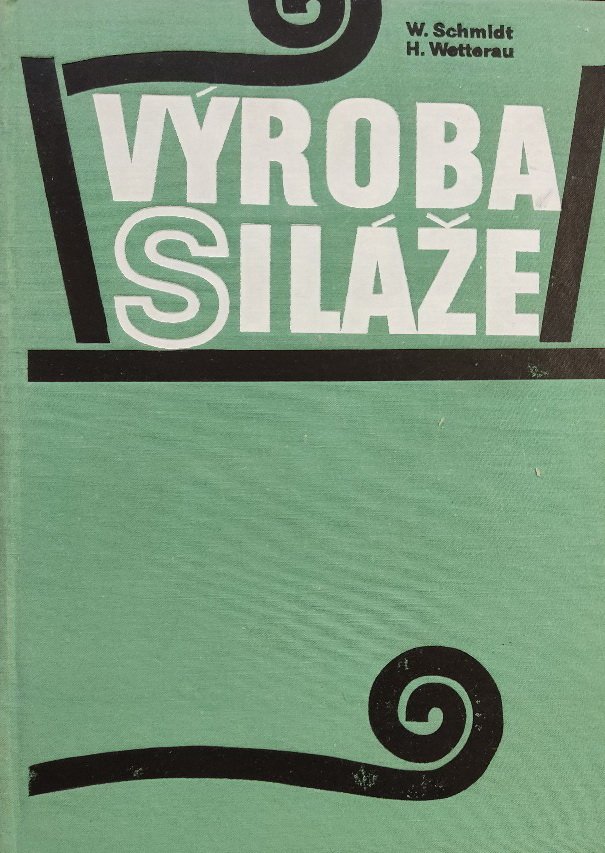 W. Schmidt
H. Wetterau
VÝROBA
SILÁŽE